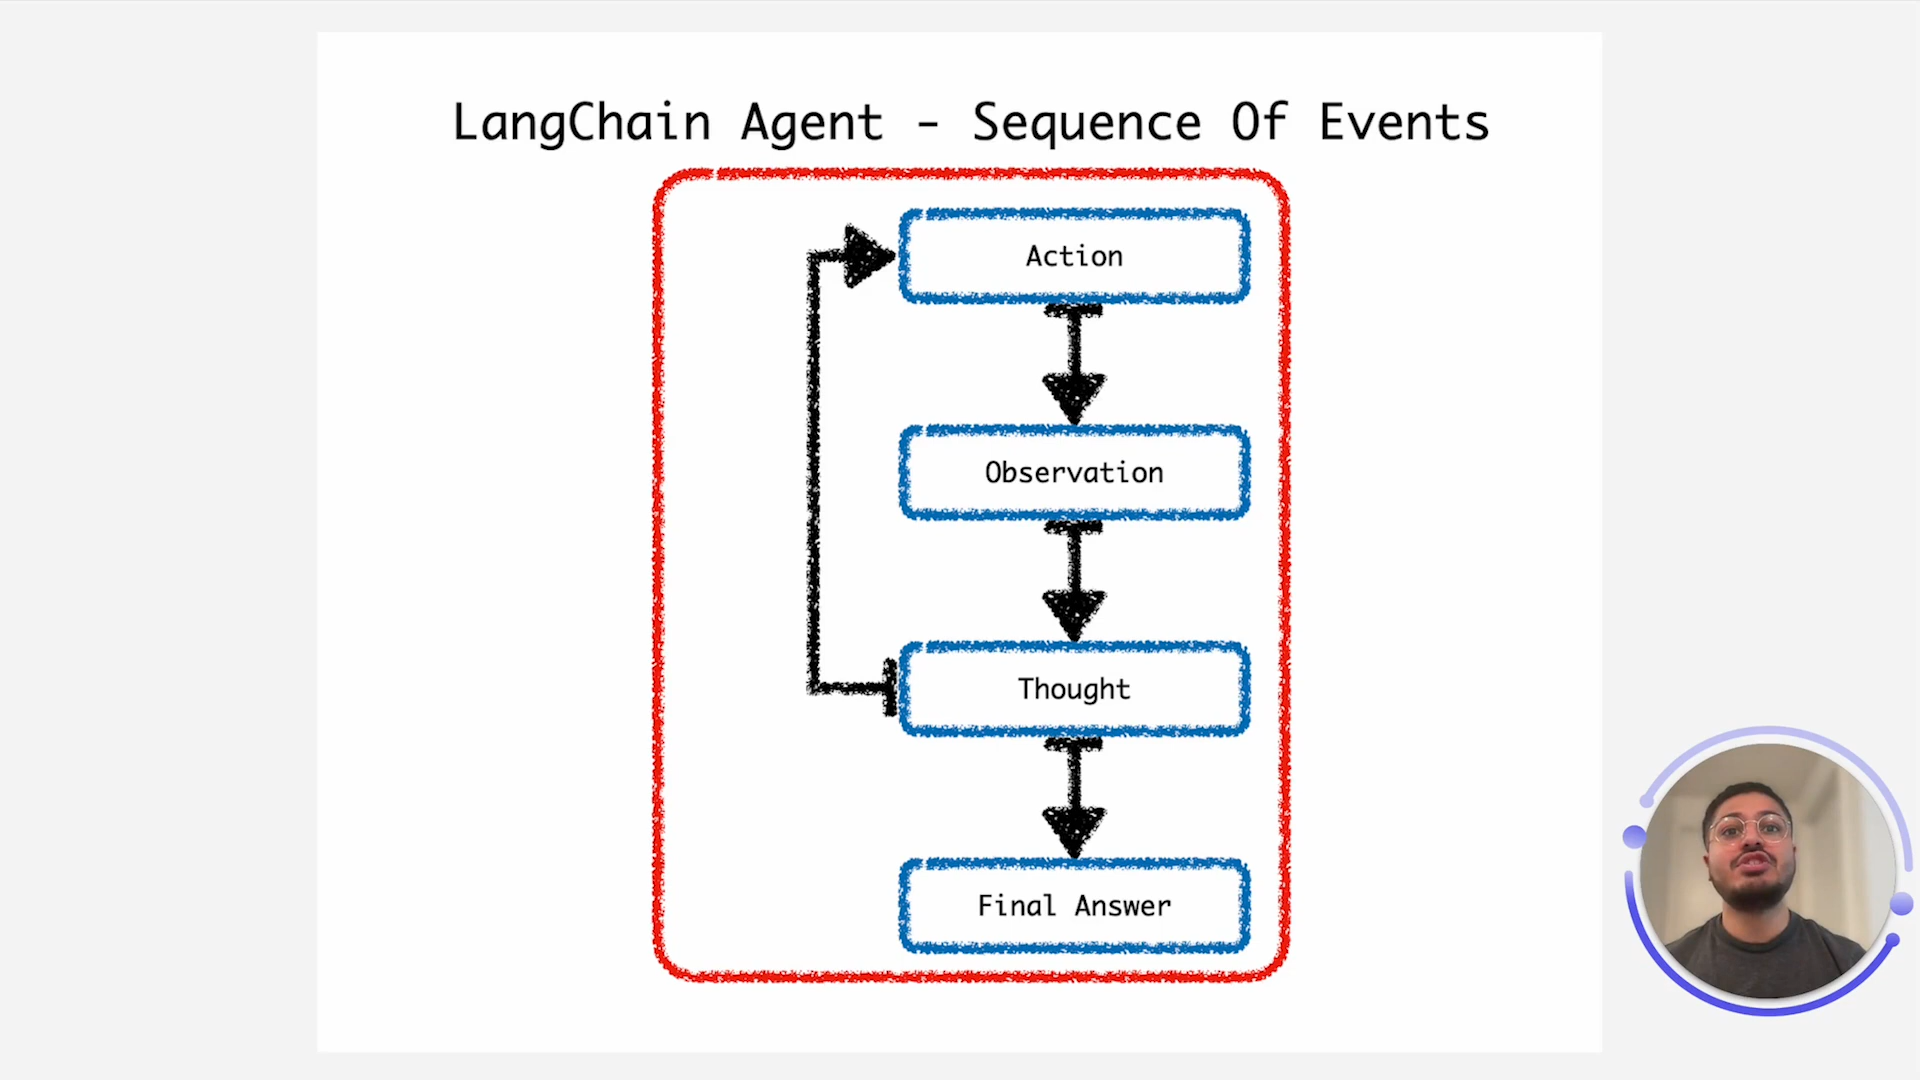 LangChain Agent - Sequence Of Events
Action
Observation
Thought
Final Answer